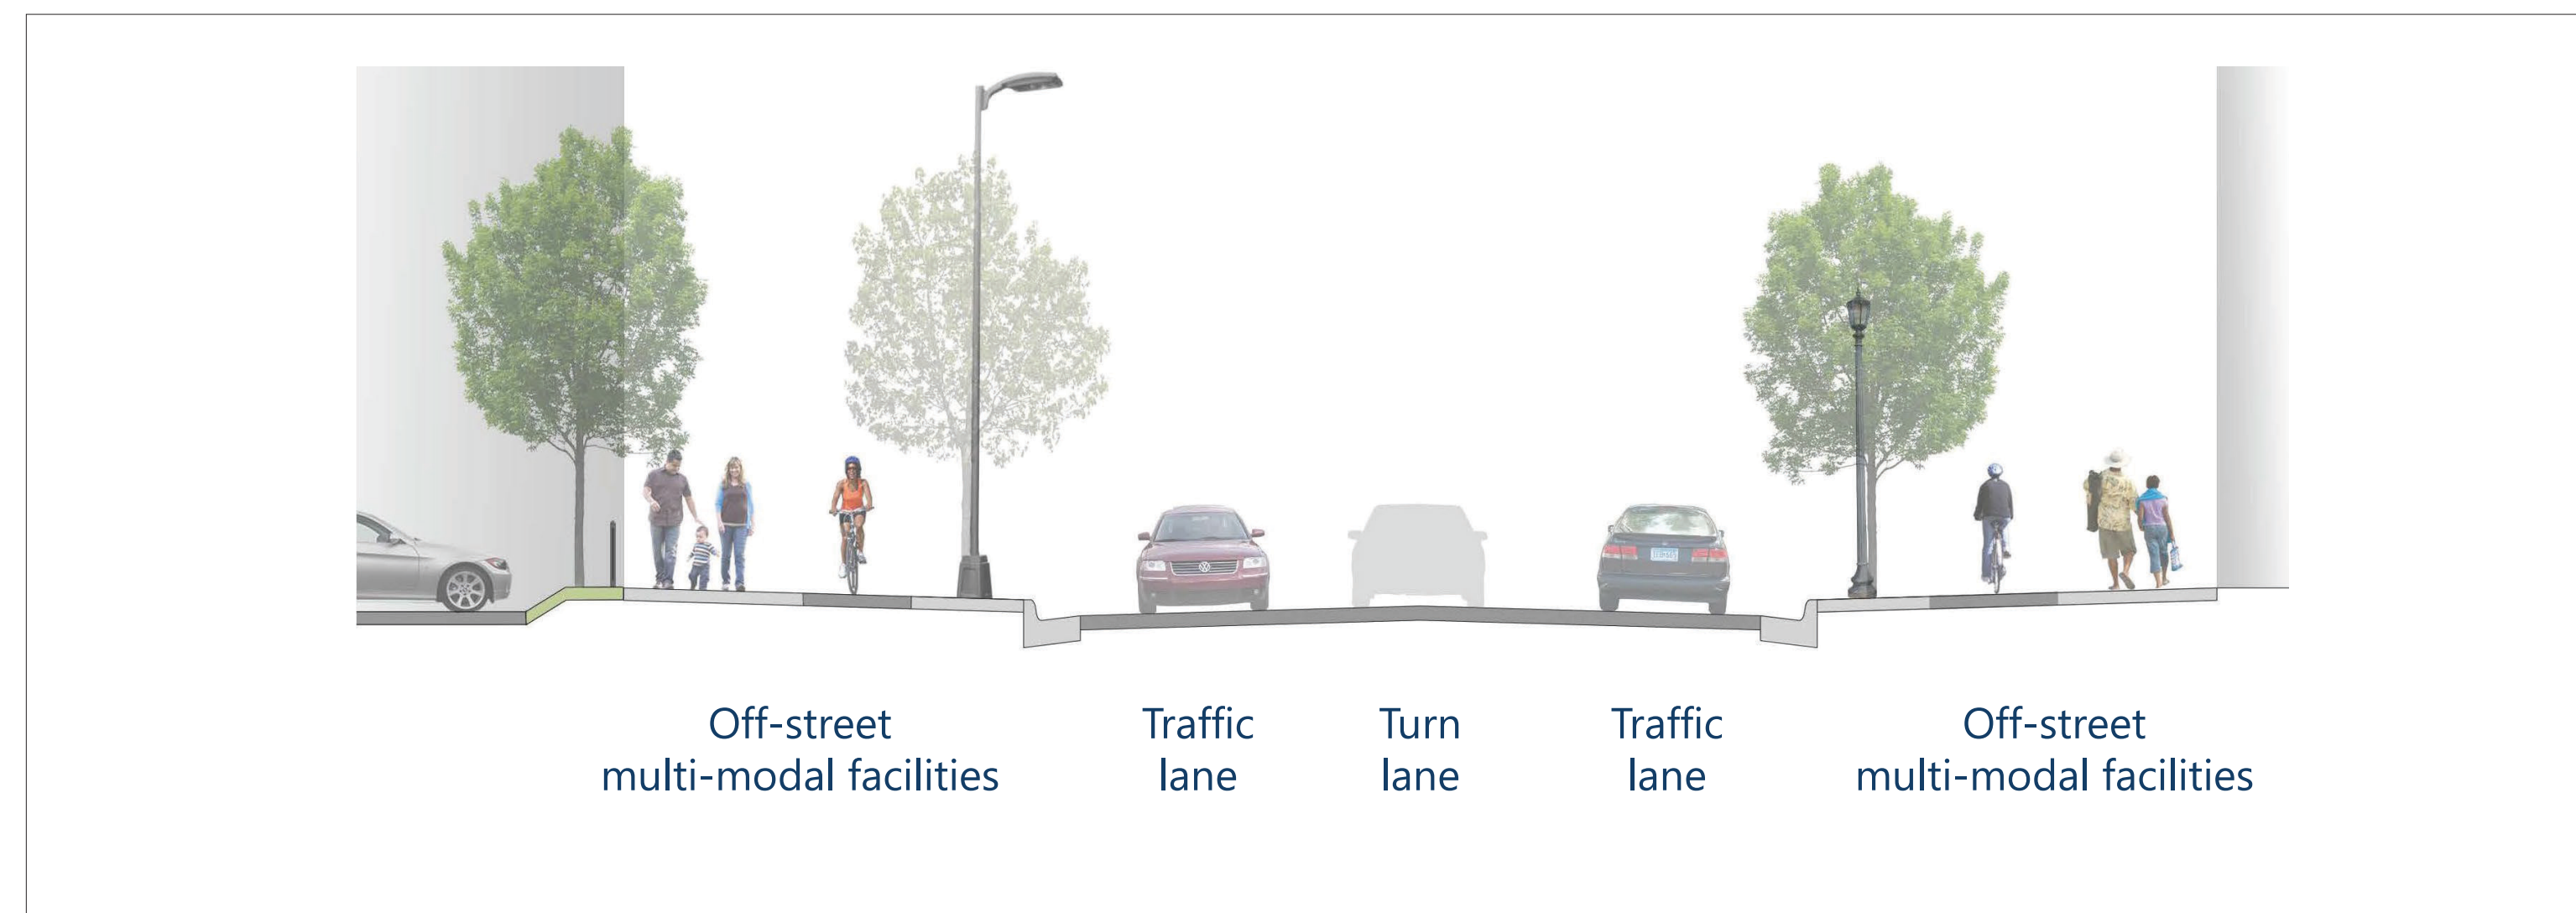 Off-street
multi-modal facilities
Traffic
lane
Turn
lane
Traffic
lane
Off-street
multi-modal facilities